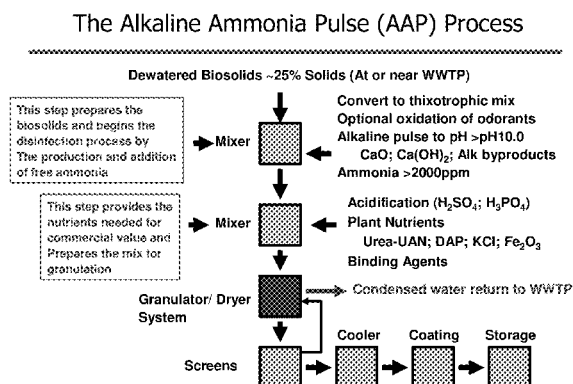 The Alkaline Ammonia Pulse (AAP) Process
Dewatered Biosolids ~25% Solids (At or near WWTP)
This step prepares the
biosolids and begins the
disinfection process by
The production and addition
of free ammonia
Mixer
Convert to thixotrophic mix
Optional oxidation of odorants
Alkaline pulse to pH >pH10.0
CaO; Ca(OH)₂; Alk byproducts
Ammonia >2000ppm
This step provides the
nutrients needed for
commercial value and
Prepares the mix for
granulation
Mixer
Acidification (H₂SO₄; H₃PO₄)
Plant Nutrients
Urea-UAN; DAP; KCl; Fe₂O₃
Binding Agents
Granulator/ Dryer
System
Condensed water return to WWTP
Screens
Cooler
Coating
Storage